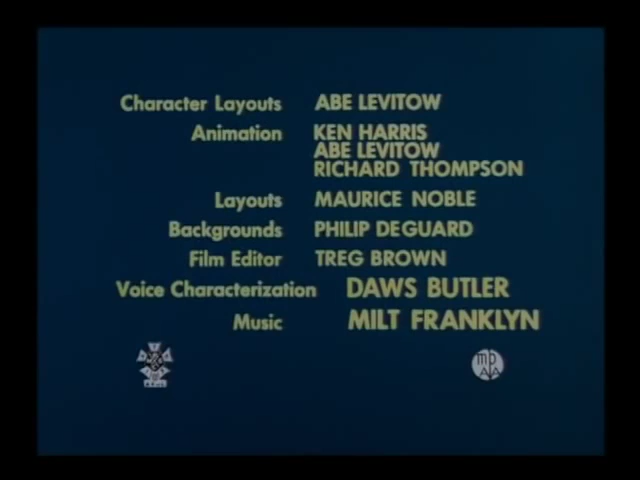 Character Layouts ABE LEVITOW
Animation KEN HARRIS
ABE LEVITOW
RICHARD THOMPSON
Layouts MAURICE NOBLE
Backgrounds PHILIP DEGUARD
Film Editor TREG BROWN
Voice Characterization DAWS BUTLER
Music MILT FRANKLYN